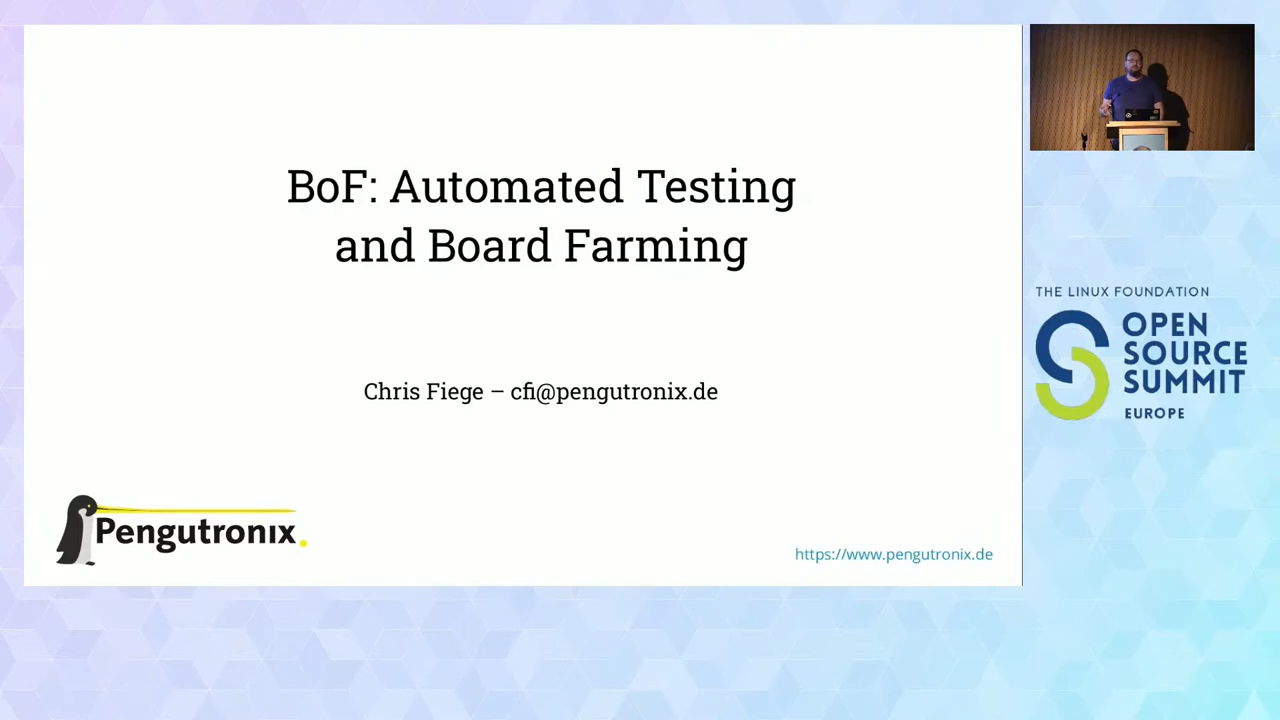 BoF: Automated Testing
and Board Farming
Chris Fiege – cfi@pengutronix.de
Pengutronix
https://www.pengutronix.de
THE LINUX FOUNDATION
OPEN
SOURCE
SUMMIT
EUROPE